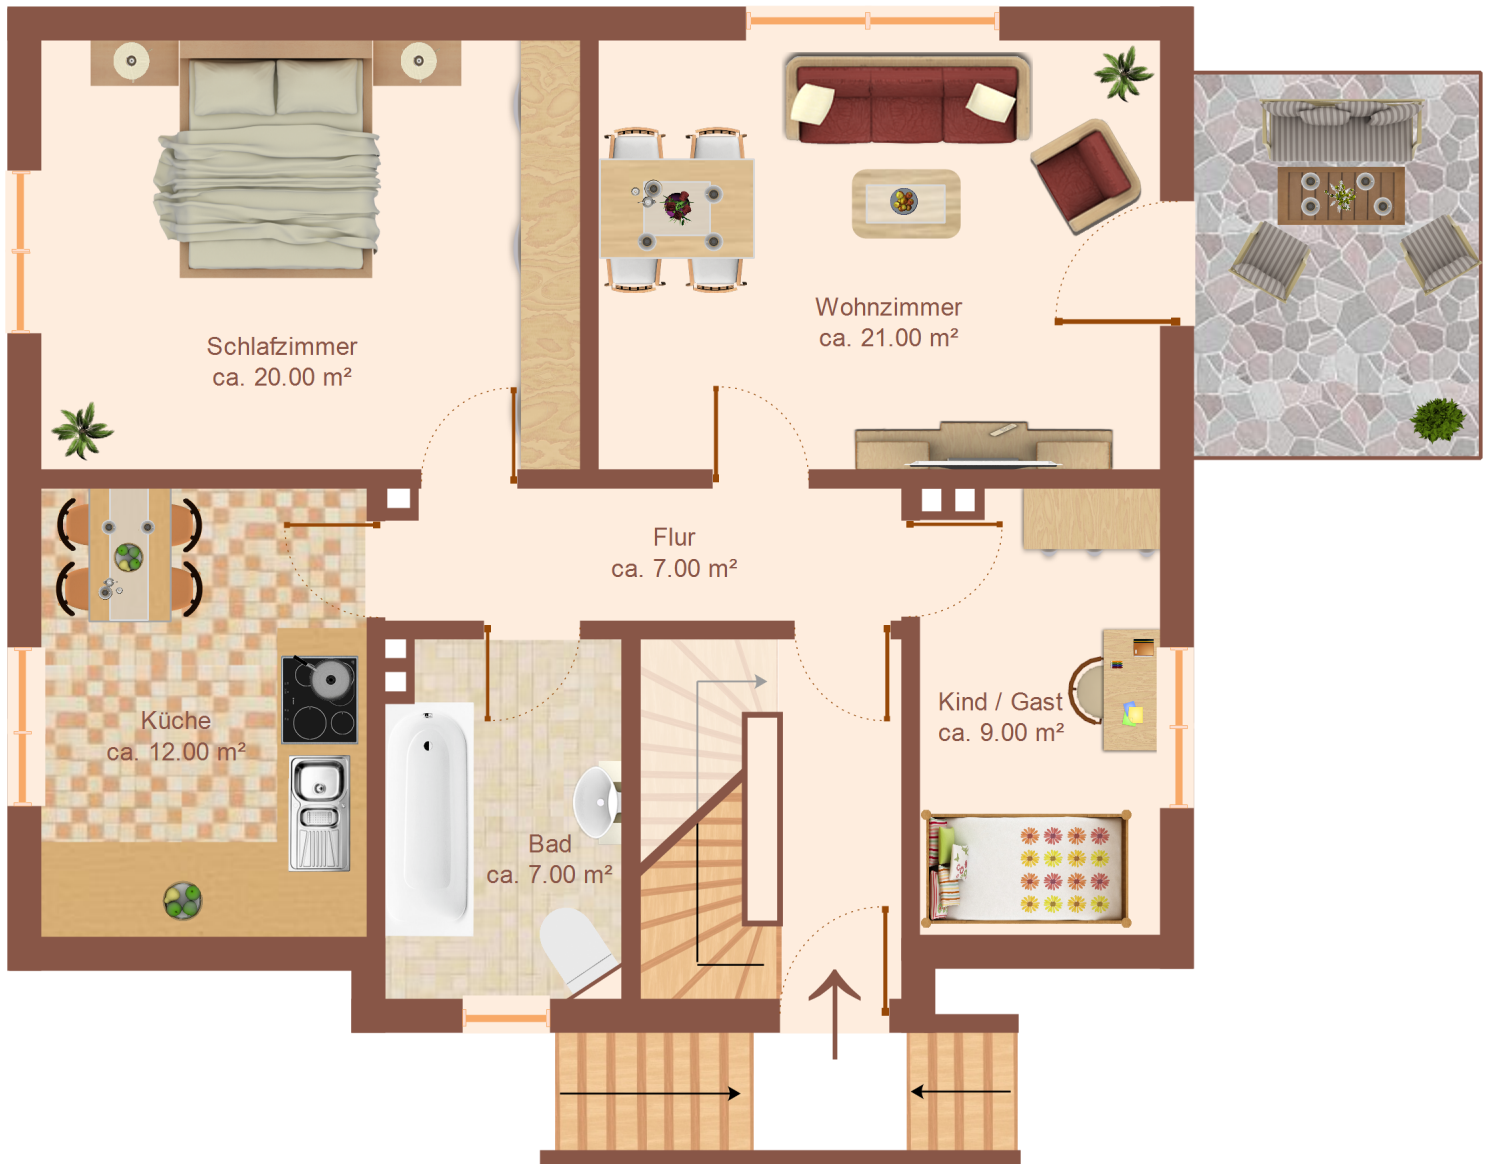 Schlafzimmer
ca. 20.00 m²
Wohnzimmer
ca. 21.00 m²
Flur
ca. 7.00 m²
Küche
ca. 12.00 m²
Kind / Gast
ca. 9.00 m²
Bad
ca. 7.00 m²